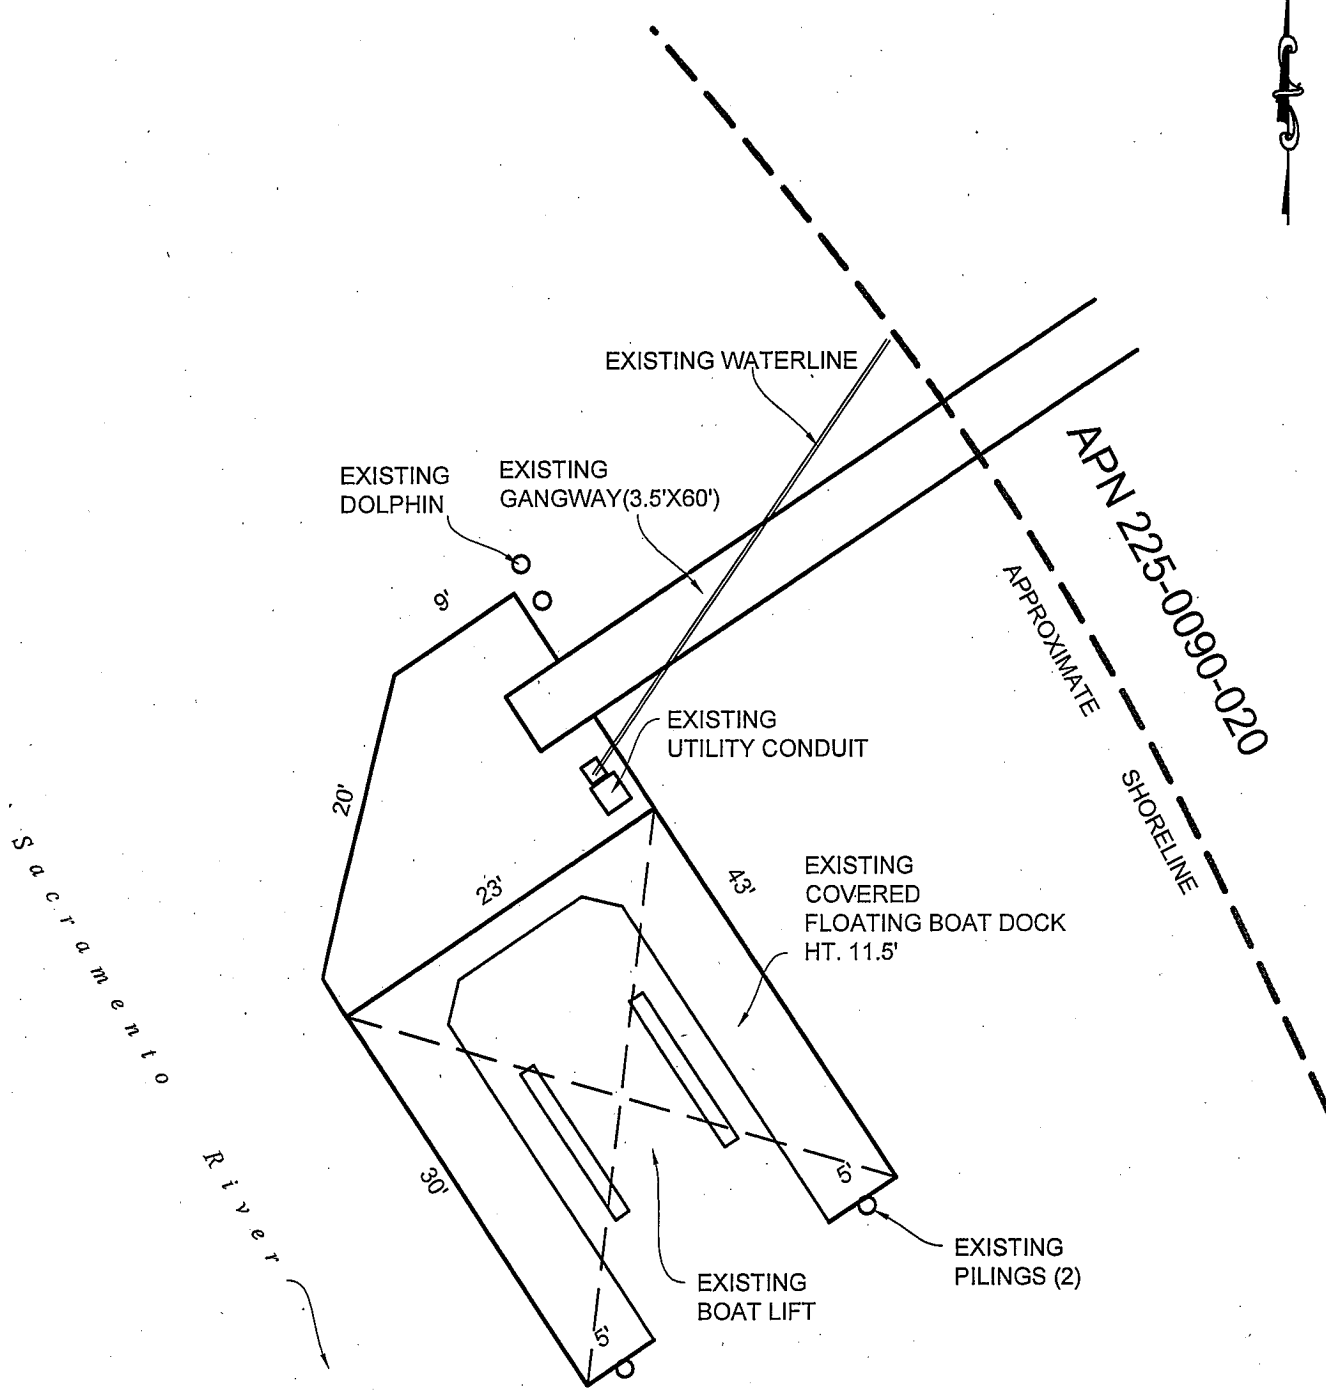 EXISTING WATERLINE
EXISTING
DOLPHIN
EXISTING
GANGWAY(3.5'X60')
APN 225-0090-020
APPROXIMATE
SHORELINE
9'
EXISTING
UTILITY CONDUIT
20'
23'
43'
EXISTING
COVERED
FLOATING BOAT DOCK
HT. 11.5'
Sacramento
River
30'
5'
5'
EXISTING
PILINGS (2)
EXISTING
BOAT LIFT